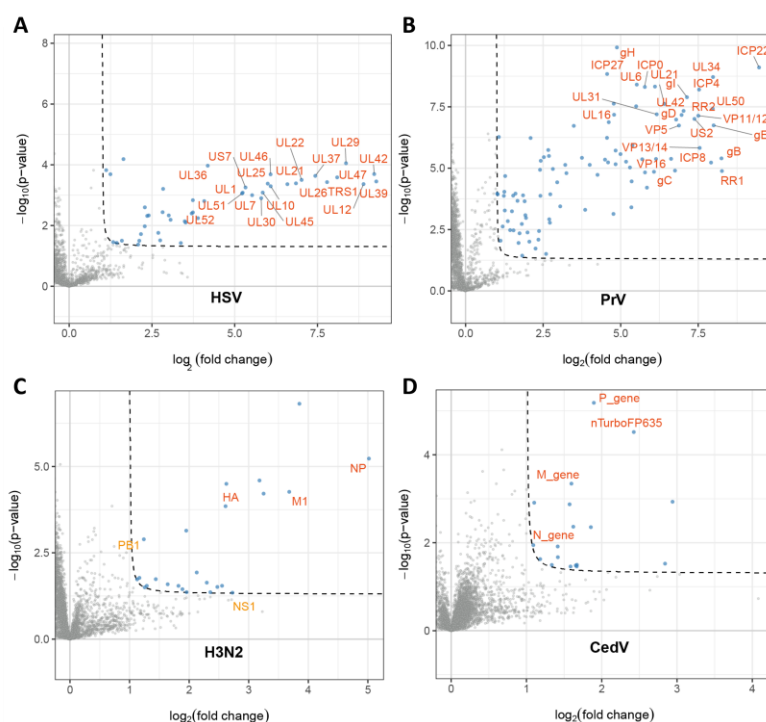 A
B
8
6
4
2
0
0.0
2.5
5.0
7.5
−log10(p−value)
log2(fold change)
HSV
UL29
UL22
UL42
US7
UL46
UL37
UL36
UL25
UL21
UL47
UL1
UL26
TRS1
UL51
UL7
UL10
UL39
UL52
UL12
UL30
UL45
10.0
7.5
5.0
2.5
0.0
0.0
2.5
5.0
7.5
−log10(p−value)
log2(fold change)
PrV
gH
ICP22
ICP27
ICP0
UL34
UL6
UL21
gI
ICP4
UL31
UL42
RR2
UL50
UL16
gD
VP11/12
VP5
US2
gE
VP13/14
VP16
ICP8
gB
gC
RR1
C
D
5.0
2.5
0.0
0
1
2
3
4
5
−log10(p−value)
log2(fold change)
H3N2
NP
HA
M1
PB1
NS1
4
2
0
0
1
2
3
4
−log10(p−value)
log2(fold change)
CedV
P_gene
nTurboFP635
M_gene
N_gene